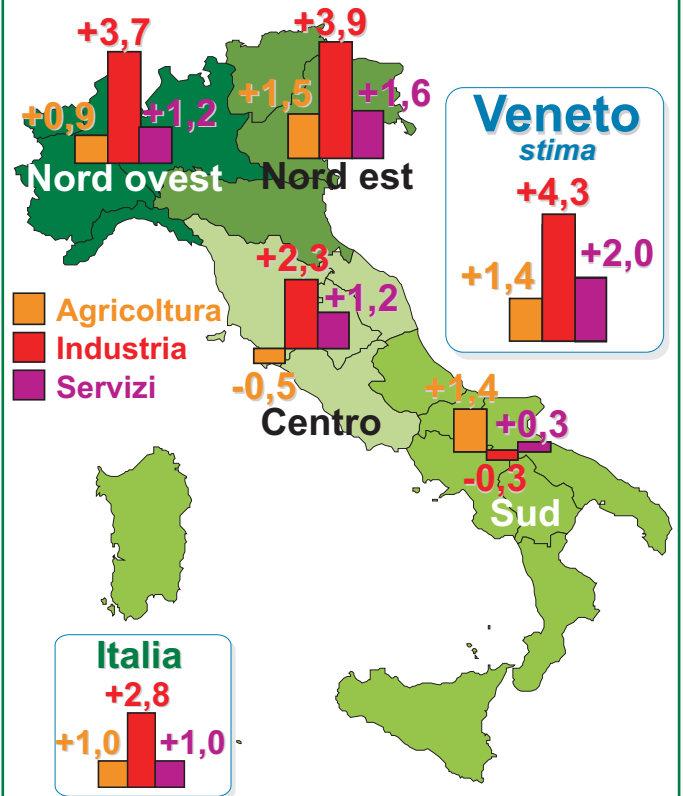 +3,7
+0,9
+1,2
Nord ovest
+3,9
+1,5
+1,6
Nord est
Veneto
stima
+4,3
+1,4
+2,0
+2,3
+1,2
-0,5
Centro
Agricoltura
Industria
Servizi
+1,4
+0,3
-0,3
Sud
Italia
+2,8
+1,0
+1,0